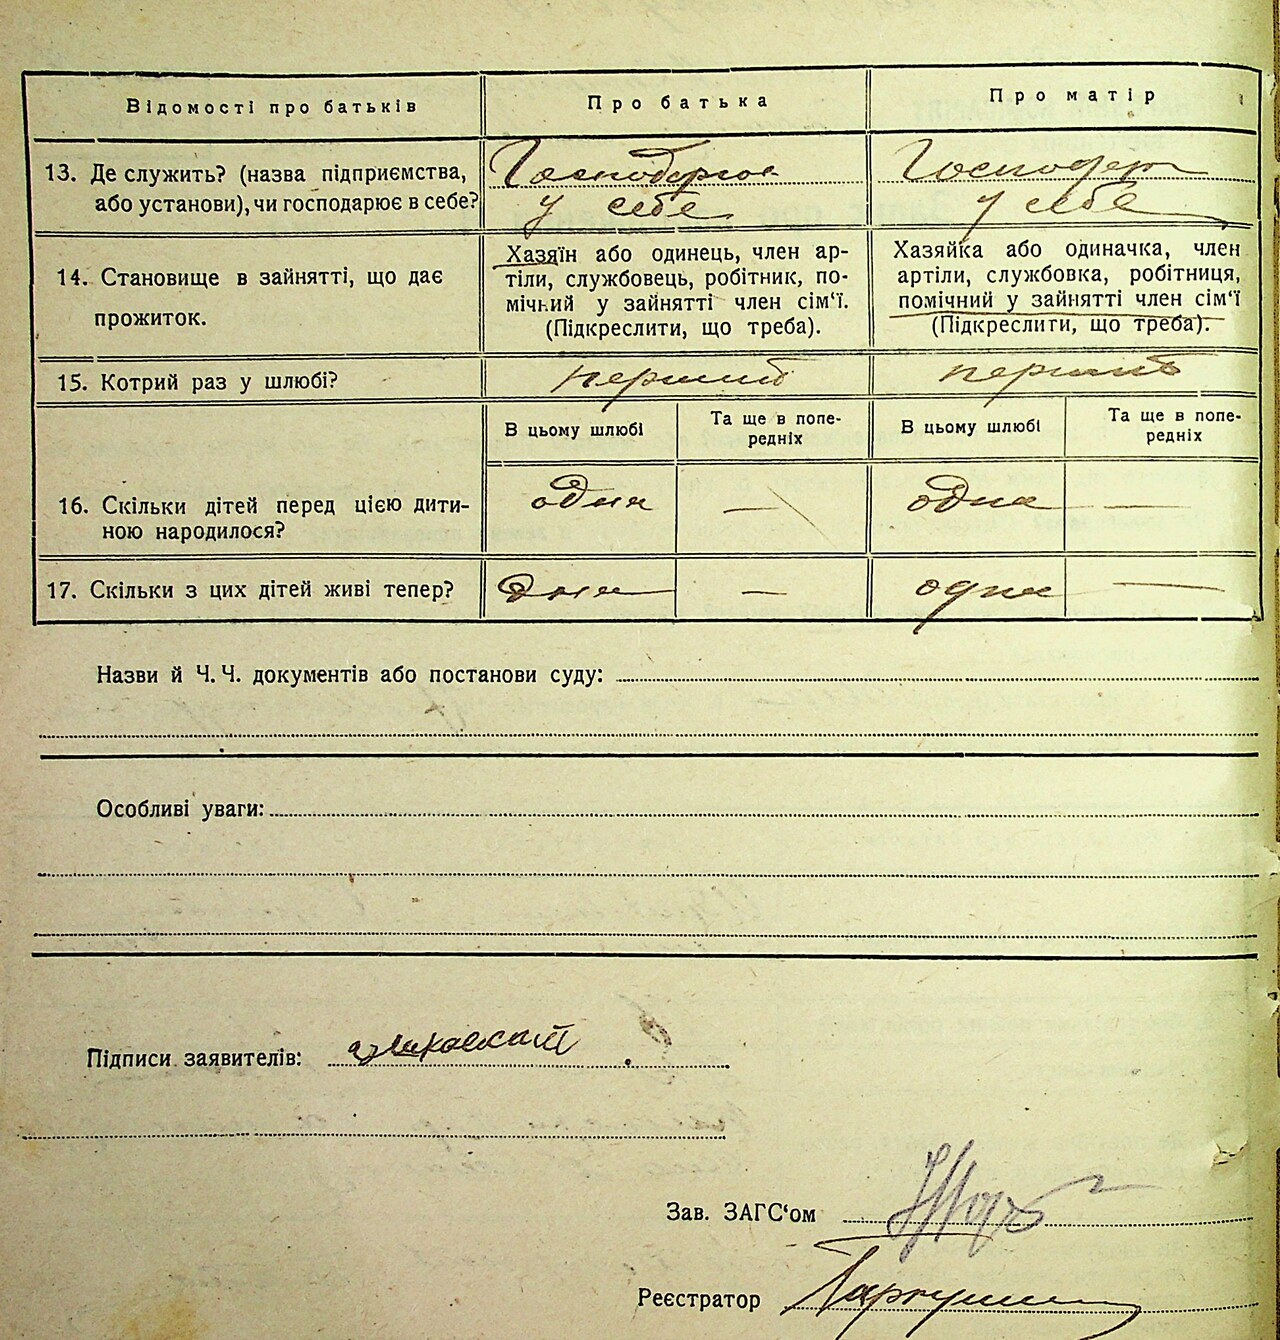 Відомості про батьків
Про батька
Про матір
13. Де служить? (назва підприємства,
або установи), чи господарює в себе?
у себе
у себе
14. Становище в зайнятті, що дає
прожиток.
Хазяїн або одинець, член ар-
тіли, службовець, робітник, по-
мічний у зайнятті член сім‘ї.
(Підкреслити, що треба).
Хазяйка або одиначка, член
артіли, службовка, робітниця,
помічний у зайнятті член сім‘ї
(Підкреслити, що треба).
15. Котрий раз у шлюбі?
перший
перший
В цьому шлюбі
Та ще в попе-
редніх
В цьому шлюбі
Та ще в попе-
редніх
16. Скільки дітей перед цією дити-
ною народилося?
одна
—
одна
—
17. Скільки з цих дітей живі тепер?
одна
—
одна
—
Назви й Ч. Ч. документів або постанови суду:
Особливі уваги:
Підписи заявителів:
Зав. ЗАГС‘ом
Реєстратор